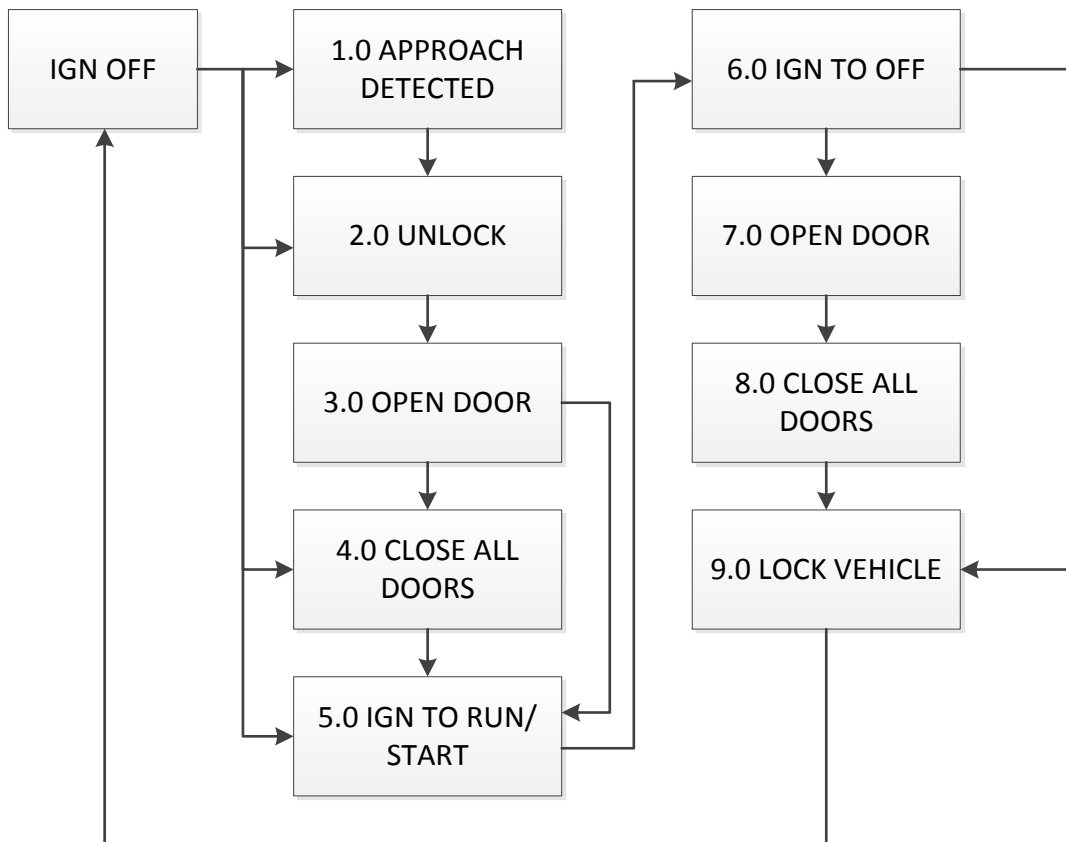 IGN OFF
1.0 APPROACH
DETECTED
2.0 UNLOCK
3.0 OPEN DOOR
4.0 CLOSE ALL
DOORS
5.0 IGN TO RUN/
START
6.0 IGN TO OFF
7.0 OPEN DOOR
8.0 CLOSE ALL
DOORS
9.0 LOCK VEHICLE